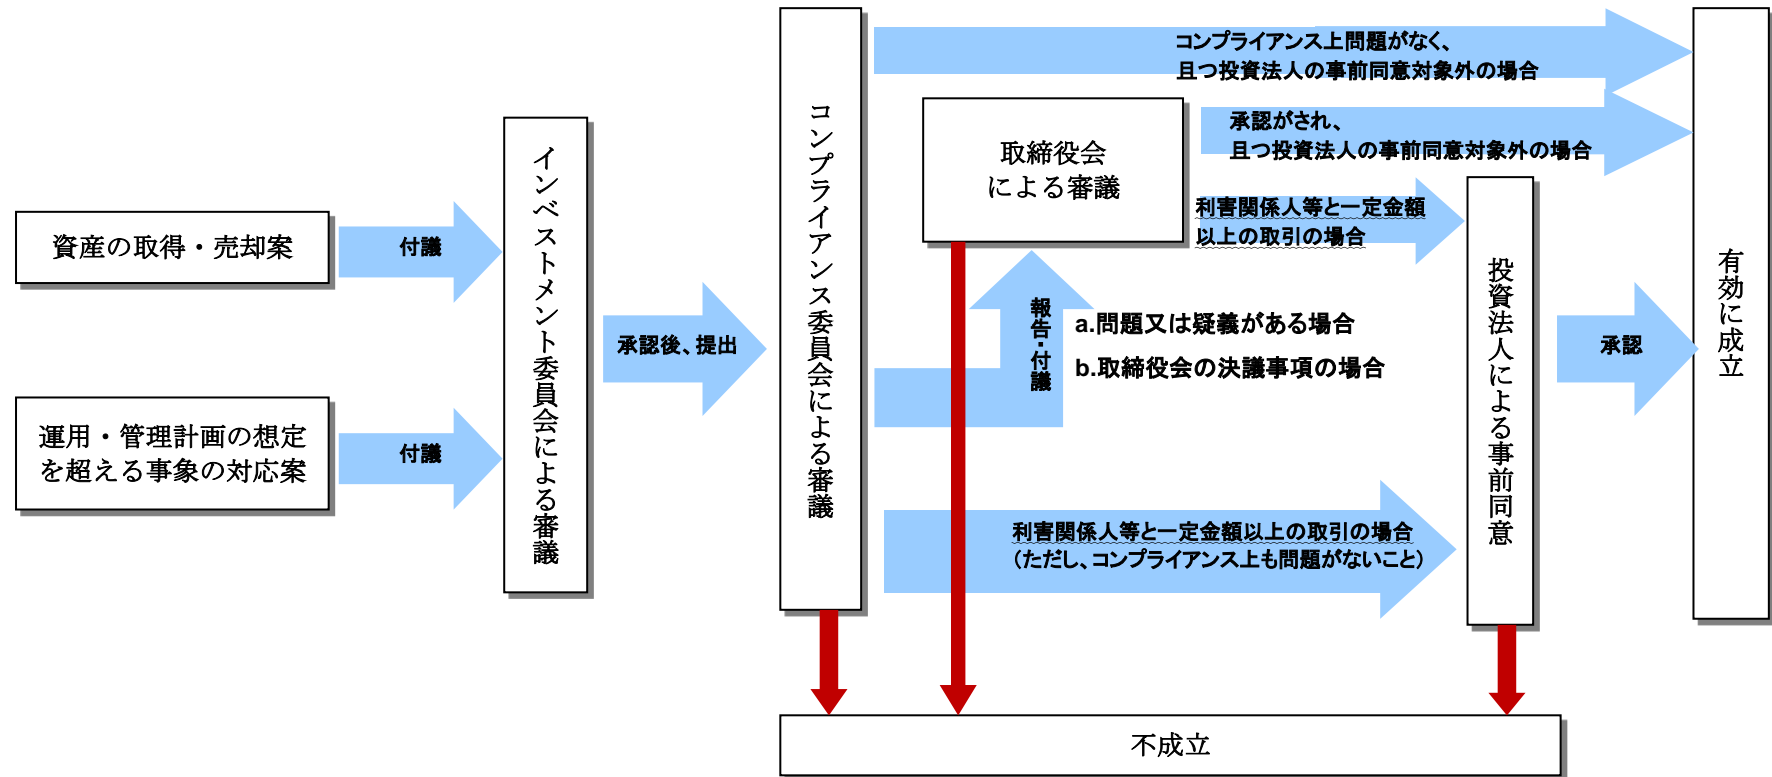 資産の取得・売却案
運用・管理計画の想定
を超える事象の対応案
付議
付議
インベストメント委員会による審議
承認後、提出
コンプライアンス委員会による審議
コンプライアンス上問題がなく、
且つ投資法人の事前同意対象外の場合
取締役会
による審議
承認がされ、
且つ投資法人の事前同意対象外の場合
利害関係人等と一定金額
以上の取引の場合
報告・付議
a.問題又は疑義がある場合
b.取締役会の決議事項の場合
利害関係人等と一定金額以上の取引の場合
（ただし、コンプライアンス上も問題がないこと）
投資法人による事前同意
承認
有効に成立
不成立